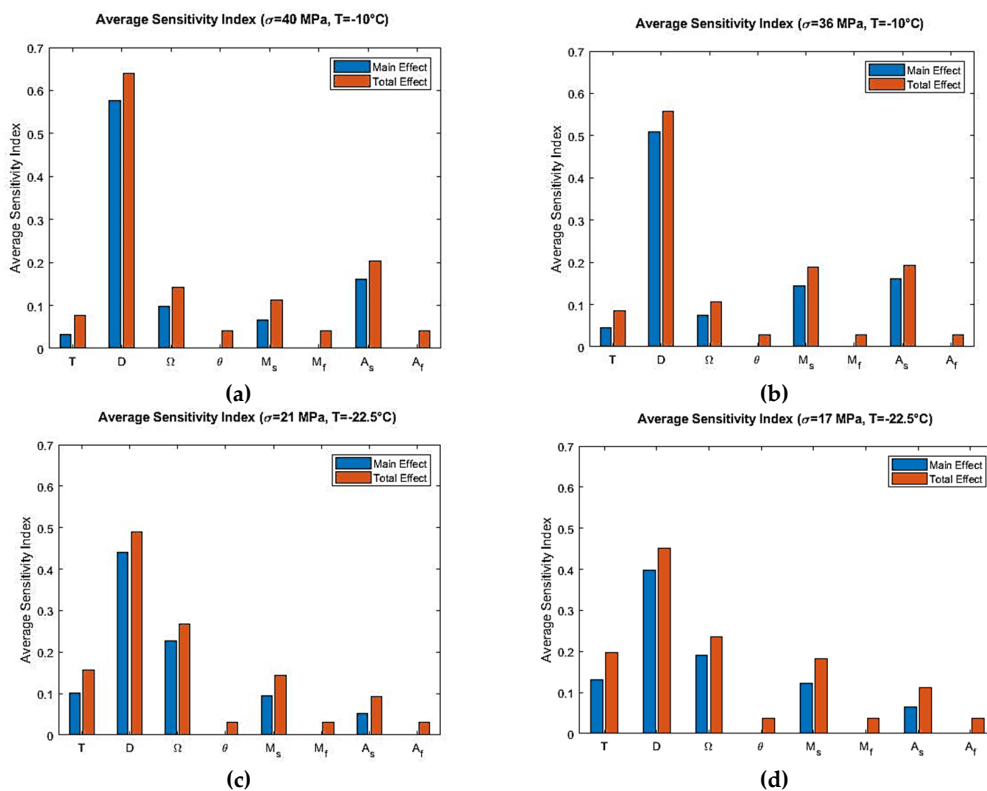 Average Sensitivity Index (σ=40 MPa, T=-10°C)
Average Sensitivity Index
0.7
0.6
0.5
0.4
0.3
0.2
0.1
0
Main Effect
Total Effect
T D Ω θ Ms Mf As Af
(a)
Average Sensitivity Index (σ=36 MPa, T=-10°C)
Average Sensitivity Index
0.7
0.6
0.5
0.4
0.3
0.2
0.1
0
Main Effect
Total Effect
T D Ω θ Ms Mf As Af
(b)
Average Sensitivity Index (σ=21 MPa, T=-22.5°C)
Average Sensitivity Index
0.7
0.6
0.5
0.4
0.3
0.2
0.1
0
Main Effect
Total Effect
T D Ω θ Ms Mf As Af
(c)
Average Sensitivity Index (σ=17 MPa, T=-22.5°C)
Average Sensitivity Index
0.7
0.6
0.5
0.4
0.3
0.2
0.1
0
Main Effect
Total Effect
T D Ω θ Ms Mf As Af
(d)